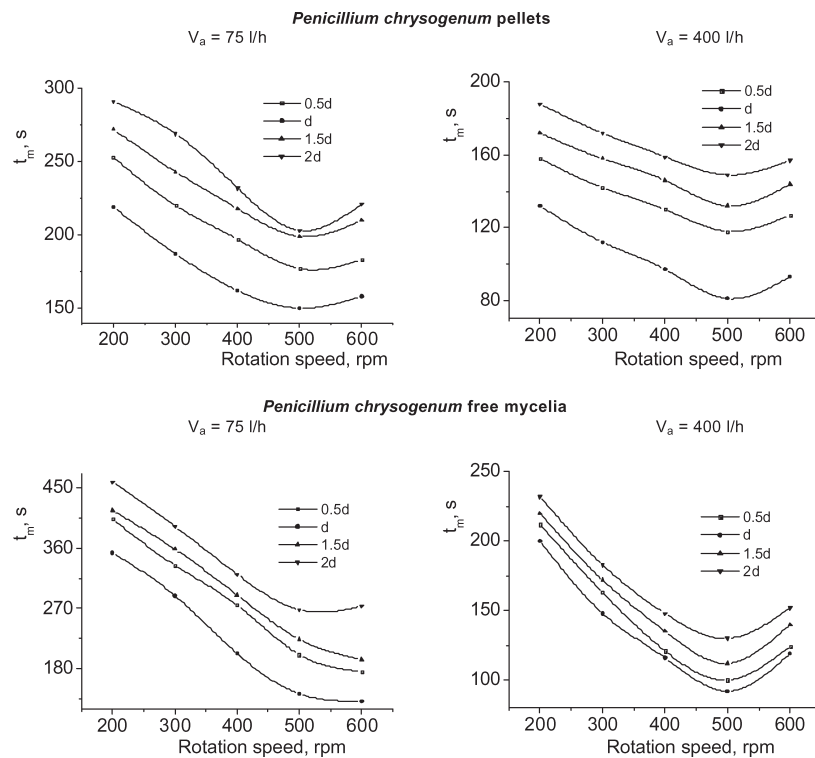 Penicillium chrysogenum pellets
Va = 75 l/h
Va = 400 l/h
300
250
200
150
tm, s
0.5d
d
1.5d
2d
200 300 400 500 600
Rotation speed, rpm
200
160
120
80
tm, s
0.5d
d
1.5d
2d
200 300 400 500 600
Rotation speed, rpm
Penicillium chrysogenum free mycelia
Va = 75 l/h
Va = 400 l/h
450
360
270
180
tm, s
0.5d
d
1.5d
2d
200 300 400 500 600
Rotation speed, rpm
250
200
150
100
tm, s
0.5d
d
1.5d
2d
200 300 400 500 600
Rotation speed, rpm